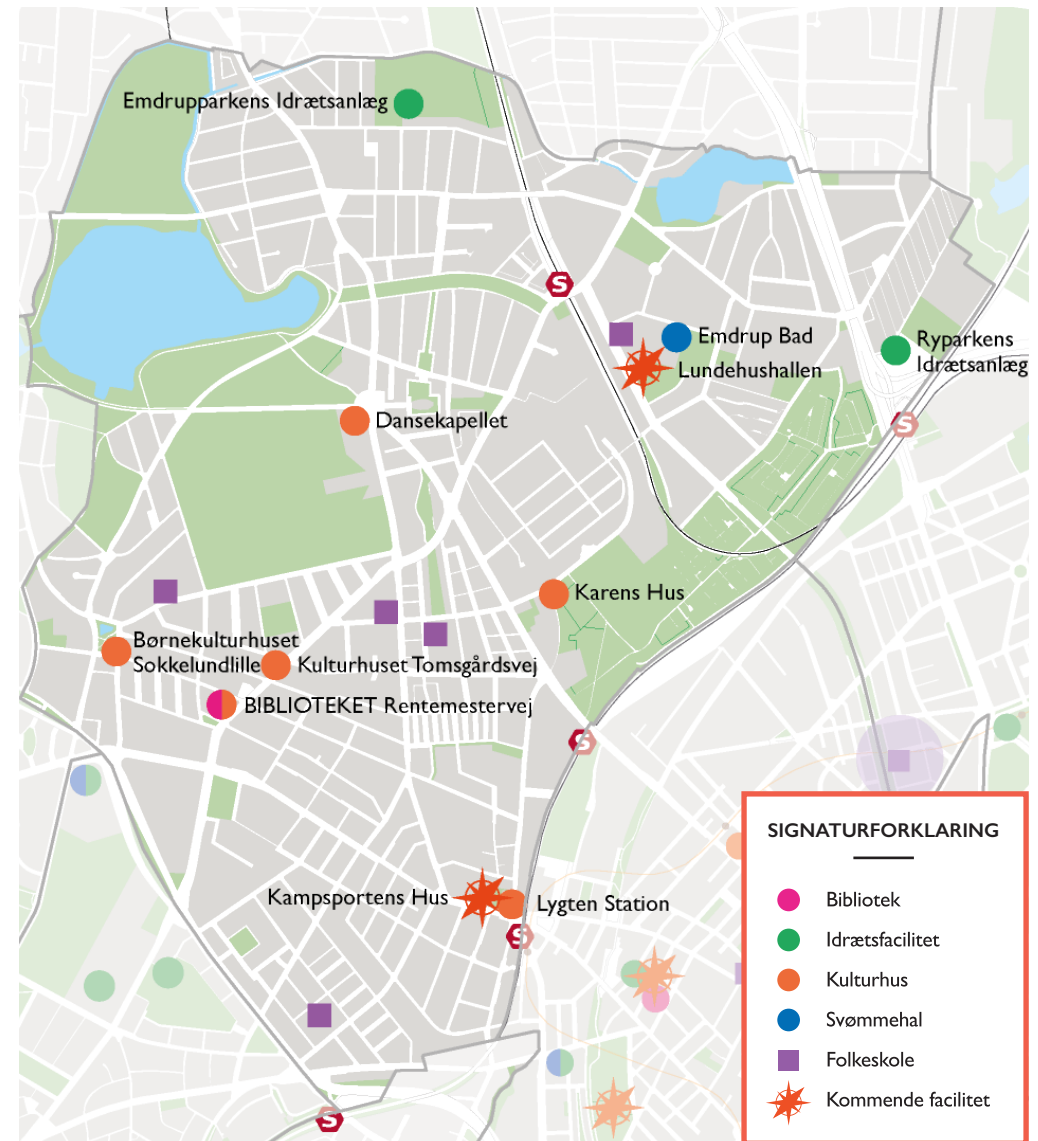 Emdrupparkens Idrætsanlæg
S
Emdrup Bad
Lundehushallen
Ryparkens
Idrætsanlæg
Dansekapellet
S
Karens Hus
Børnekulturhuset
Sokkelundlille
Kulturhuset Tomsgårdsvej
BIBLIOTEKET Rentemestervej
S
Kampsportens Hus
Lygten Station
S
S
SIGNATURFORKLARING
Bibliotek
Idrætsfacilitet
Kulturhus
Svømmehal
Folkeskole
Kommende facilitet